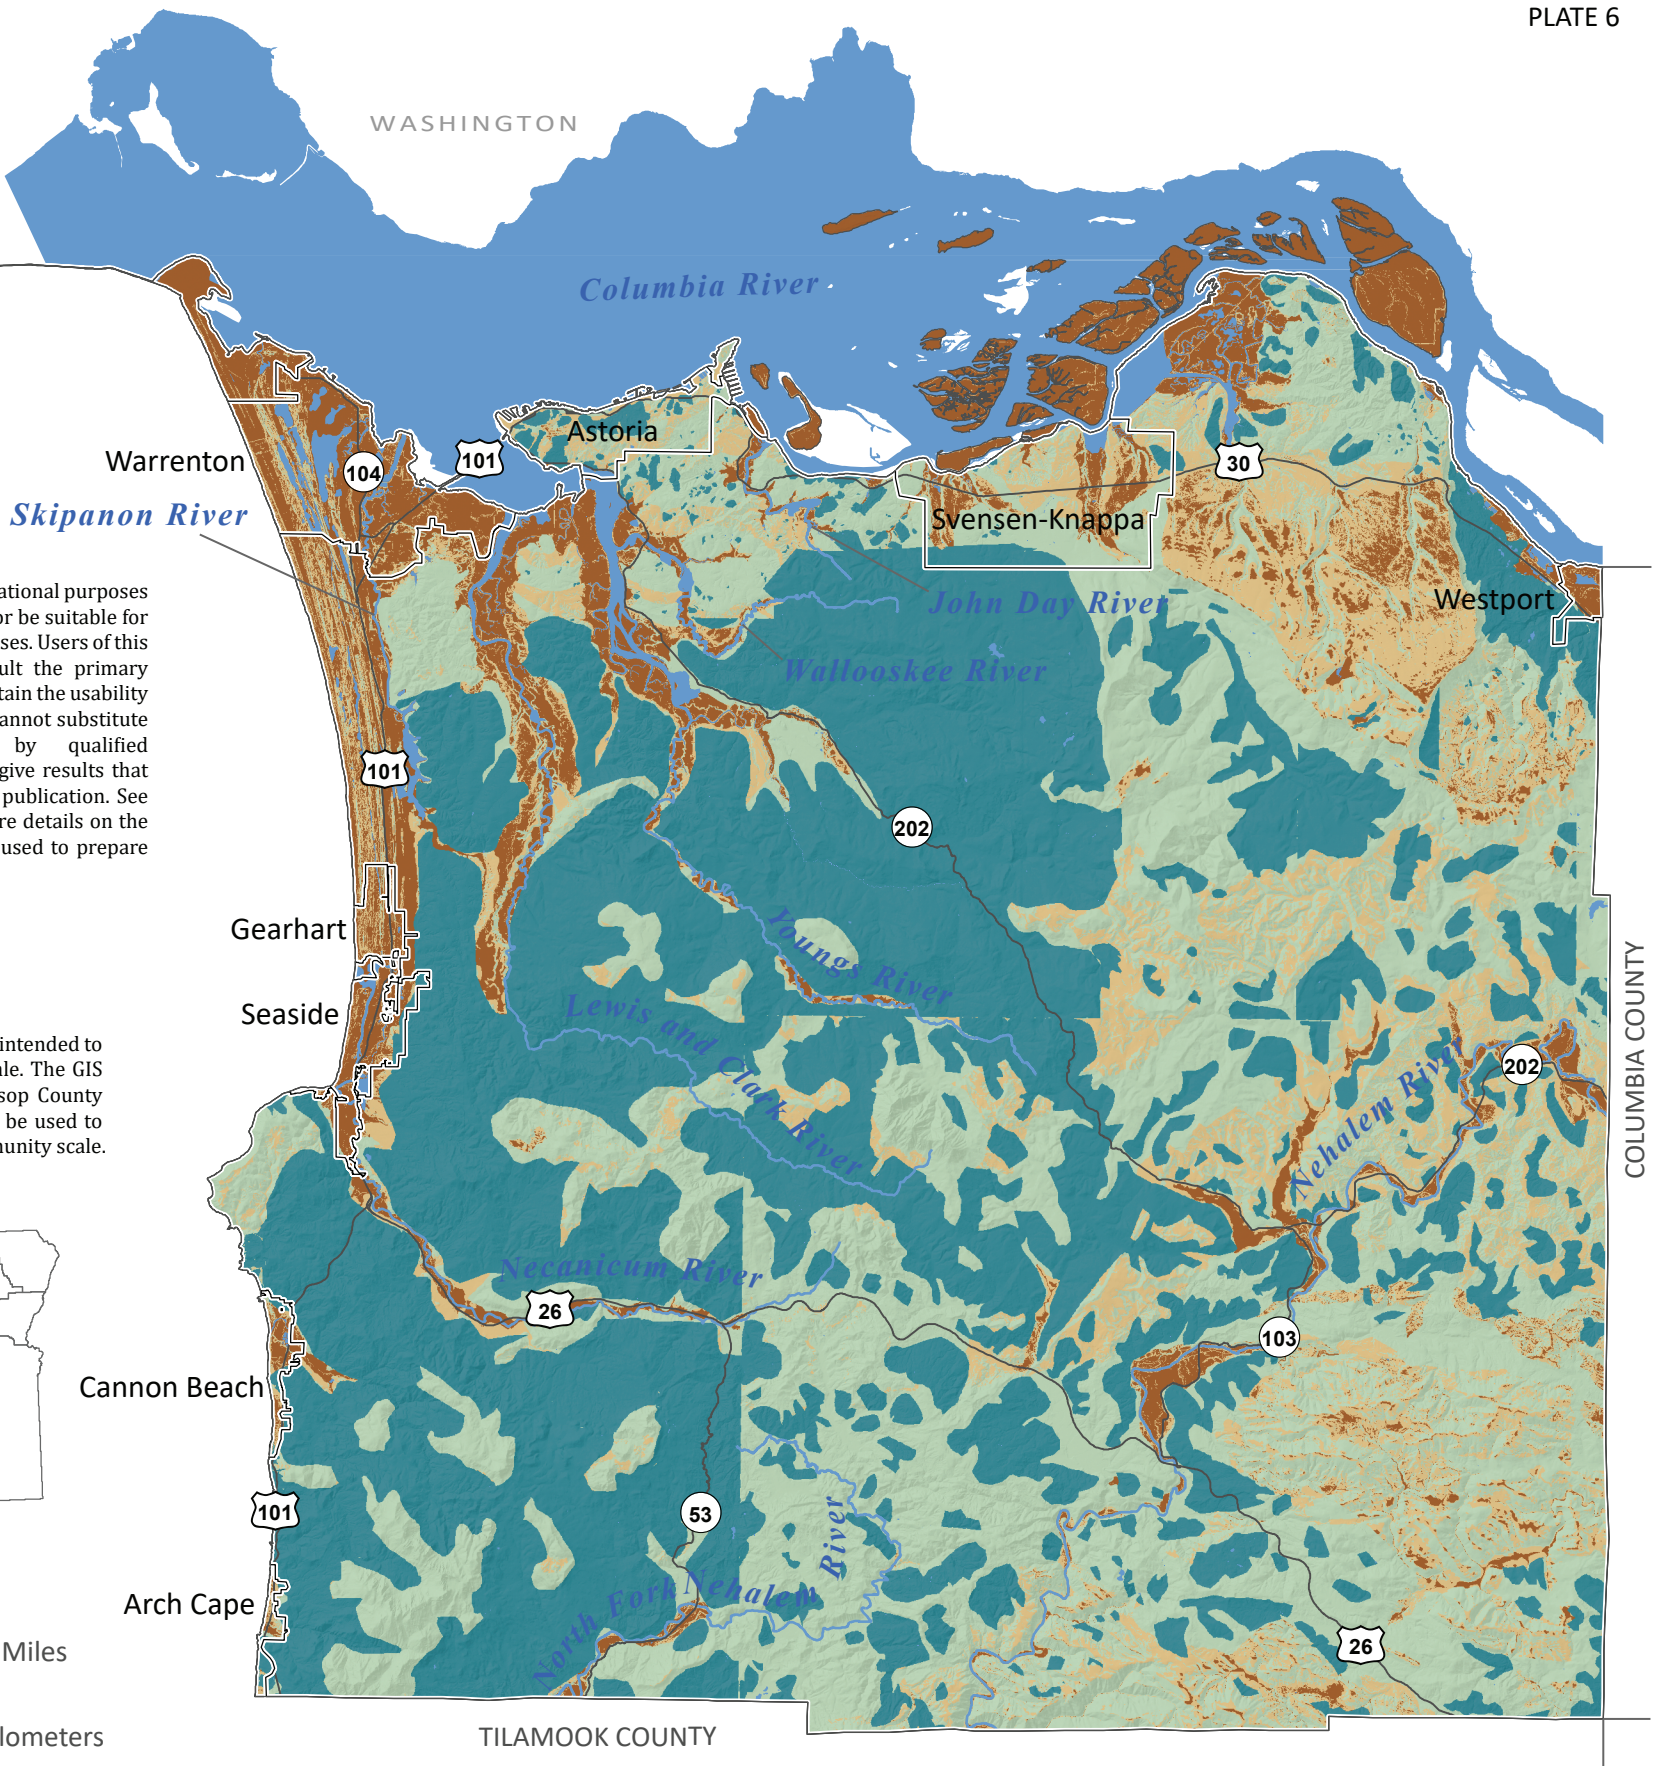 PLATE 6
WASHINGTON
Columbia River
Astoria
Warrenton
104
101
30
Skipanon River
Svensen-Knappa
ational purposes
or be suitable for
ses. Users of this
ult the primary
tain the usability
annot substitute
by qualified
give results that
publication. See
re details on the
used to prepare
John Day River
Westport
Wallooskee River
101
202
Gearhart
Youngs River
Seaside
Lewis and Clark River
intended to
ale. The GIS
sop County
be used to
munity scale.
COLUMBIA COUNTY
202
Nehalem River
Necanicum River
26
103
Cannon Beach
101
53
North Fork Nehalem River
Arch Cape
26
Miles
lometers
TILAMOOK COUNTY